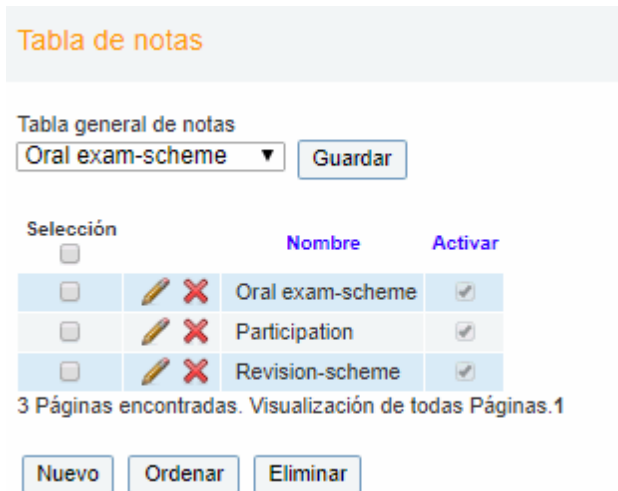 Tabla de notas
Tabla general de notas
Oral exam-scheme Guardar
Selección Nombre Activar
Oral exam-scheme
Participation
Revision-scheme
3 Páginas encontradas. Visualización de todas Páginas.1
Nuevo Ordenar Eliminar